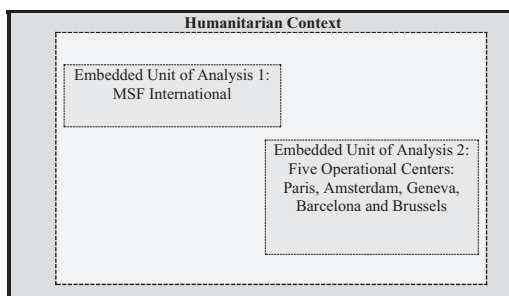 Humanitarian Context
Embedded Unit of Analysis 1:
MSF International
Embedded Unit of Analysis 2:
Five Operational Centers:
Paris, Amsterdam, Geneva,
Barcelona and Brussels